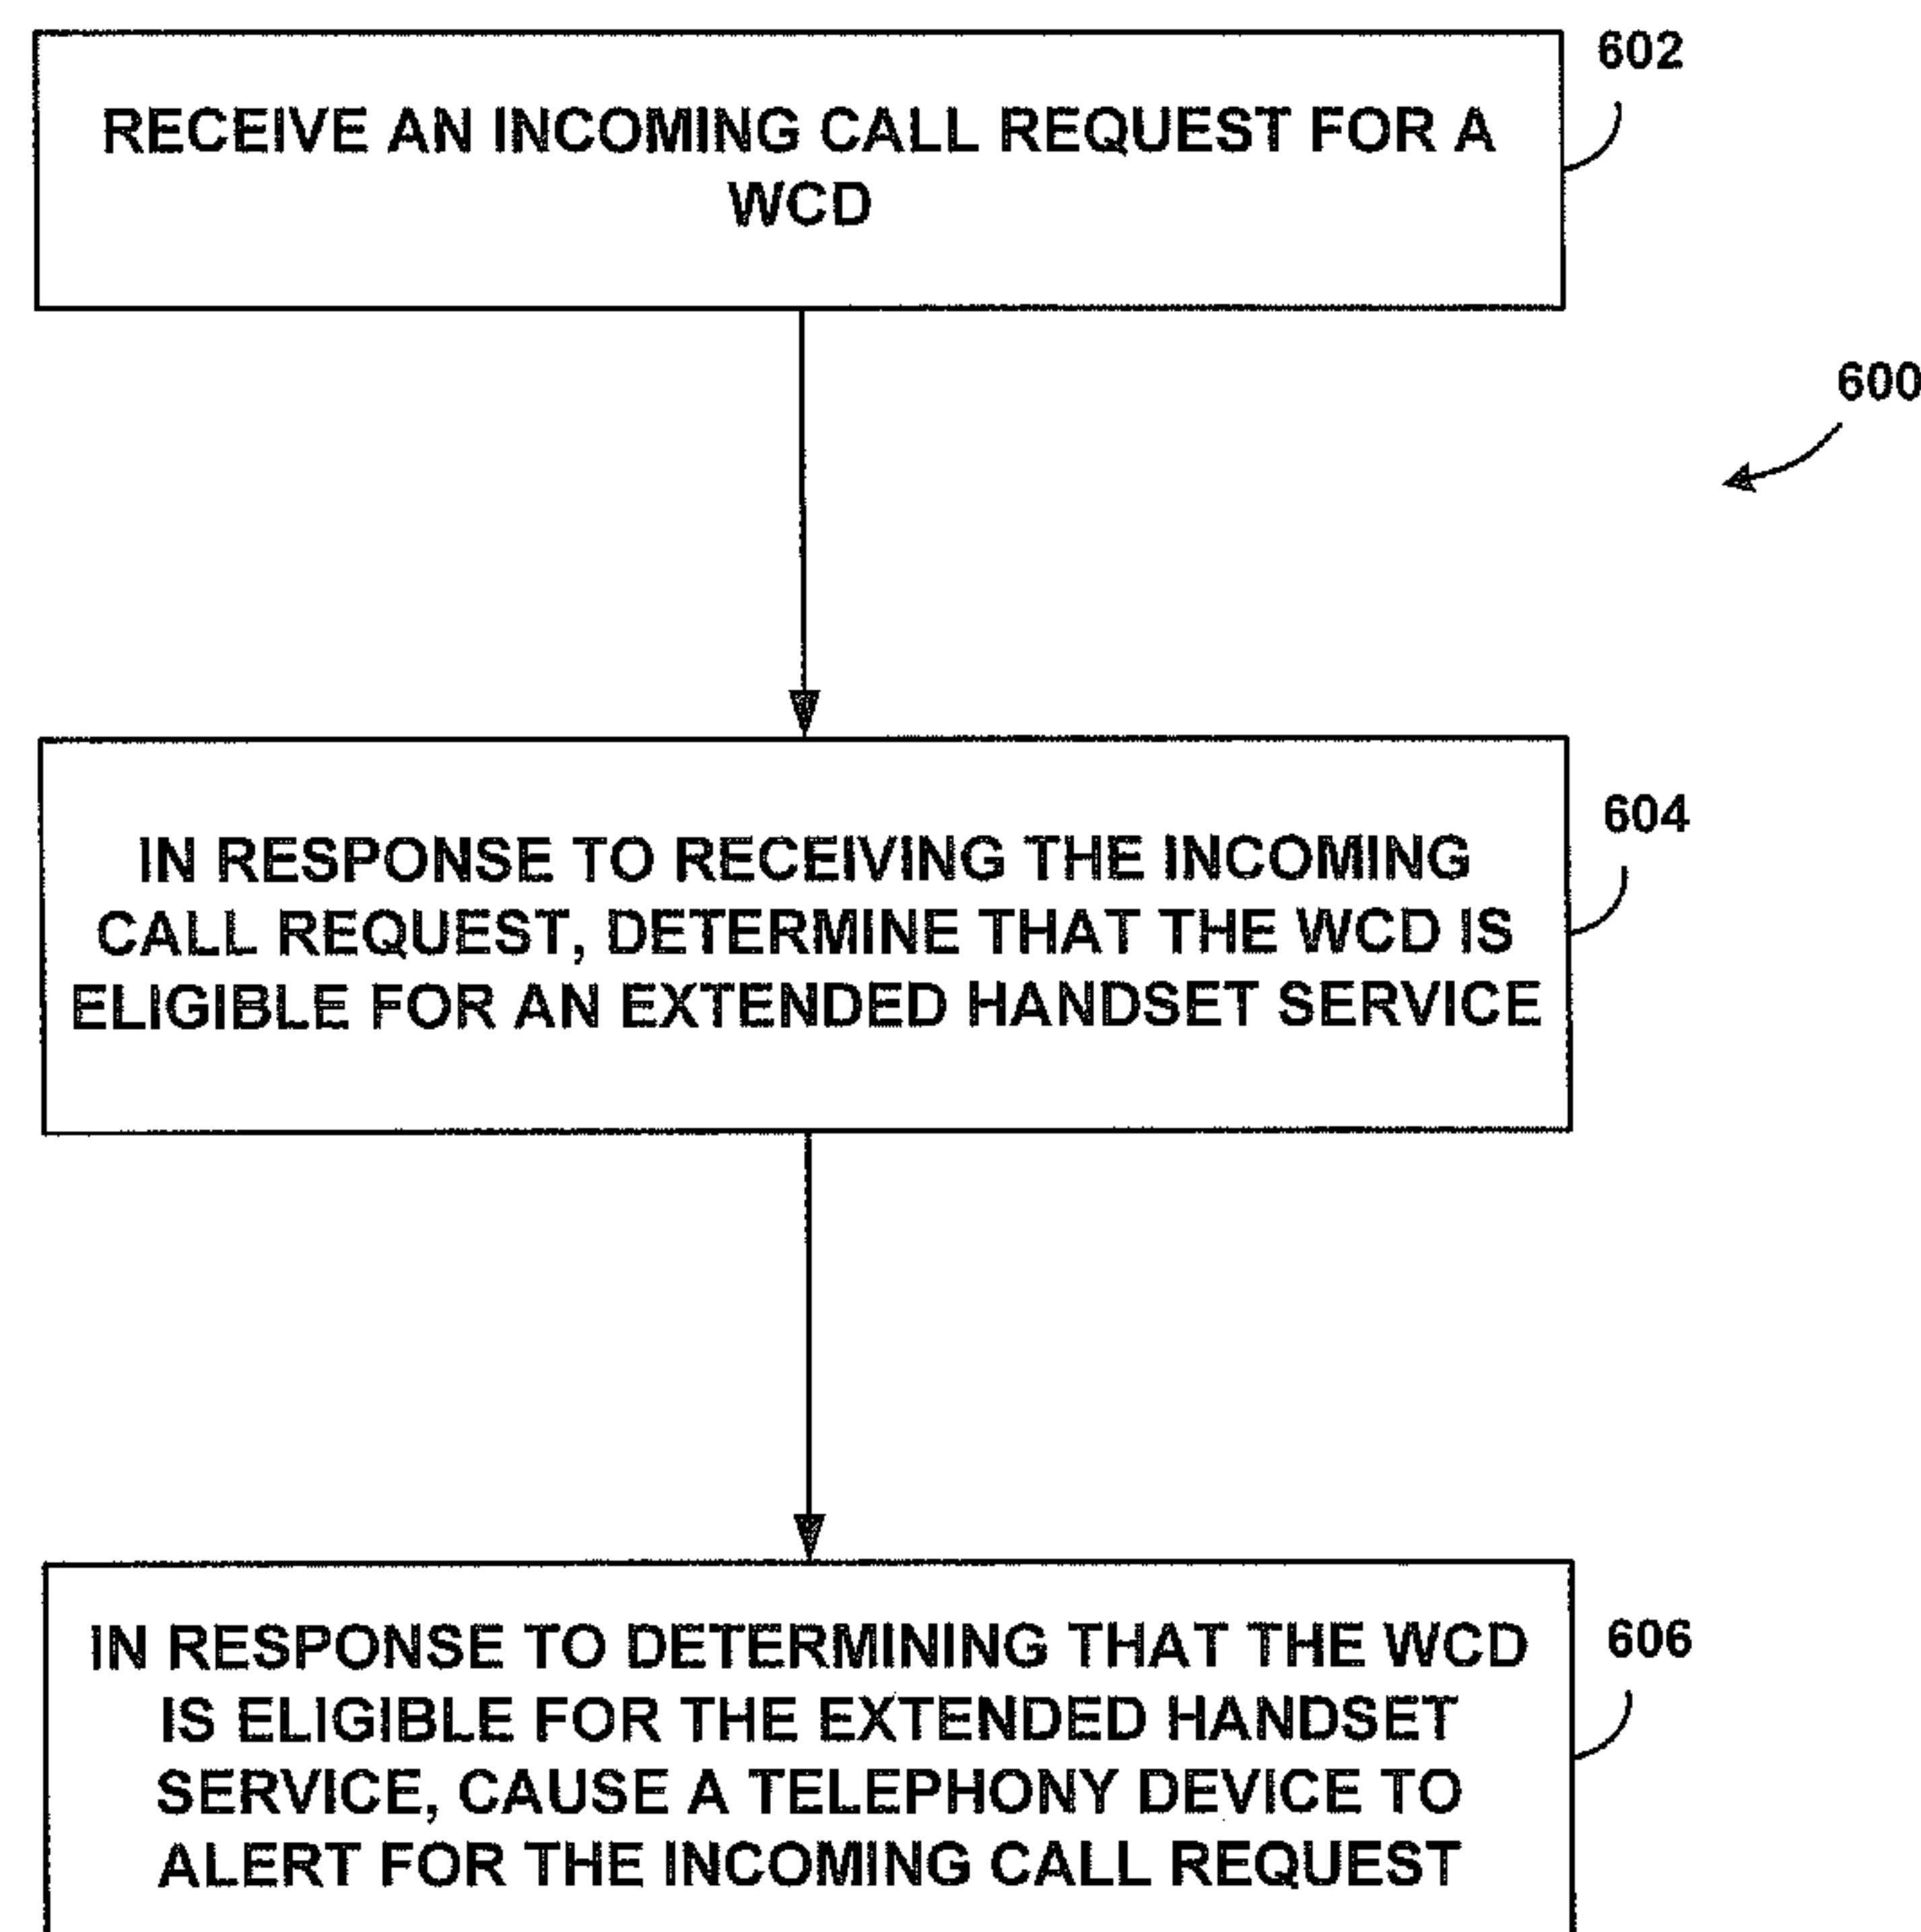 RECEIVE AN INCOMING CALL REQUEST FOR A
WCD
602
600
IN RESPONSE TO RECEIVING THE INCOMING
CALL REQUEST, DETERMINE THAT THE WCD IS
ELIGIBLE FOR AN EXTENDED HANDSET SERVICE
604
IN RESPONSE TO DETERMINING THAT THE WCD
IS ELIGIBLE FOR THE EXTENDED HANDSET
SERVICE, CAUSE A TELEPHONY DEVICE TO
ALERT FOR THE INCOMING CALL REQUEST
606